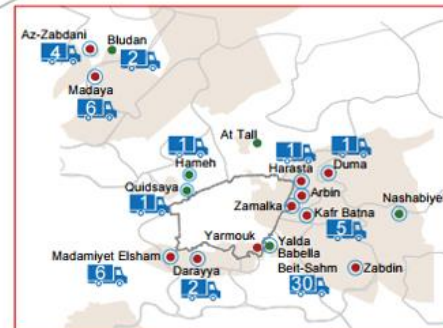 Az-Zabdani
Bludan
4
2
Madaya
6
At Tall
1
Hameh
1
Harasta
1
Duma
Quidsaya
1
Arbin
Nashabiyeh
Zamalka
Kafr Batna
5
Yarmouk
Yalda
Babella
Madamiyet Elsham
Beit-Sahm
6
Darayya
2
30
Zabdin